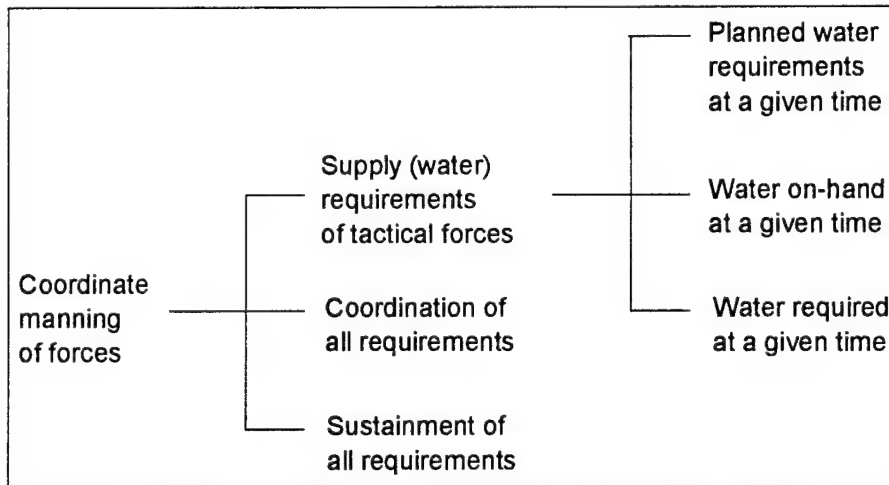 Coordinate
manning
of forces
Supply (water)
requirements
of tactical forces
Coordination of
all requirements
Sustainment of
all requirements
Planned water
requirements
at a given time
Water on-hand
at a given time
Water required
at a given time